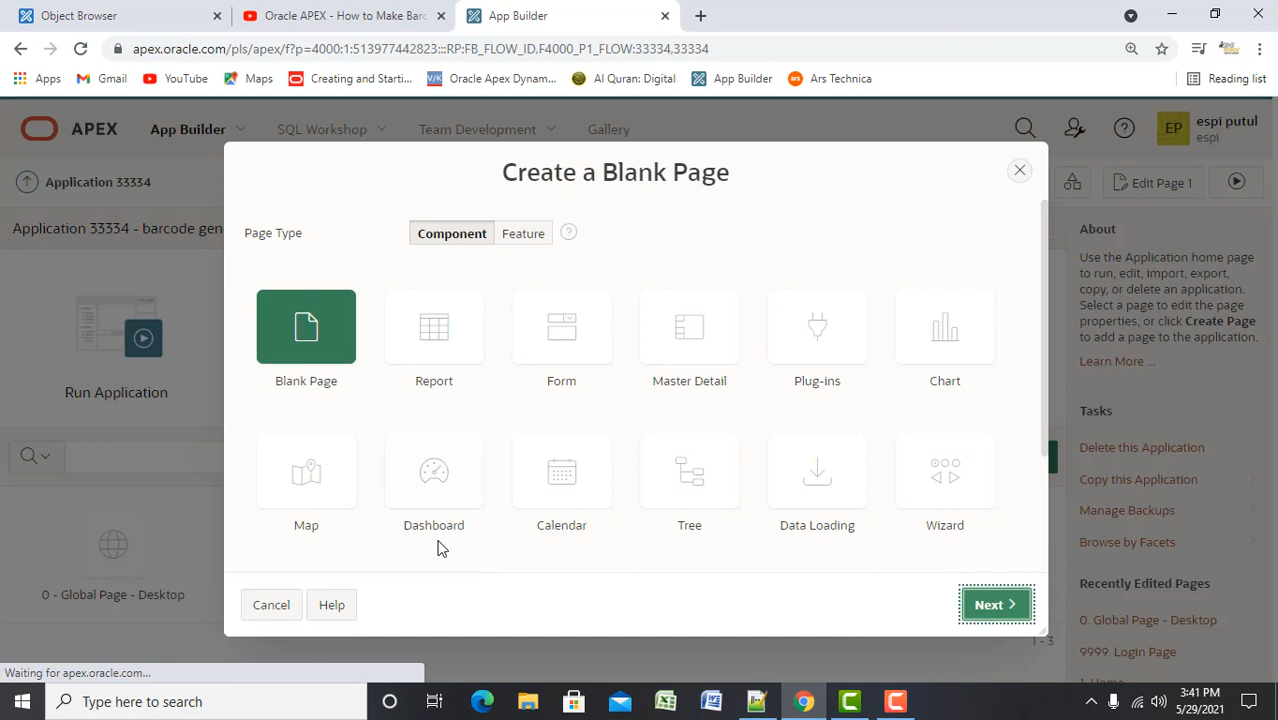 Object Browser
Oracle APEX - How to Make Barc
App Builder
apex.oracle.com/pls/apex/f?p=4000:1:513977442823:::RP:FB_FLOW_ID,F4000_P1_FLOW:33334,33334
Apps
Gmail
YouTube
Maps
Creating and Starti...
Oracle Apex Dynam...
Al Quran: Digital
App Builder
Ars Technica
Reading list
APEX
App Builder
SQL Workshop
Team Development
Gallery
EP
espi putul
espi
Application 33334
Edit Page 1
Application 33334 - barcode gen
Run Application
0 - Global Page - Desktop
Create a Blank Page
Page Type
Component
Feature
Blank Page
Report
Form
Master Detail
Plug-ins
Chart
Map
Dashboard
Calendar
Tree
Data Loading
Wizard
Cancel
Help
Next
About
Use the Application home page
to run, edit, import, export,
copy, or delete an application.
Select a page to edit the page
properties, or click Create Page
to add a page to the application.
Learn More ...
Tasks
Delete this Application
Copy this Application
Manage Backups
Browse by Facets
Recently Edited Pages
0. Global Page - Desktop
9999. Login Page
1. Home
1 - 3
Waiting for apex.oracle.com...
Type here to search
3:41 PM
5/29/2021